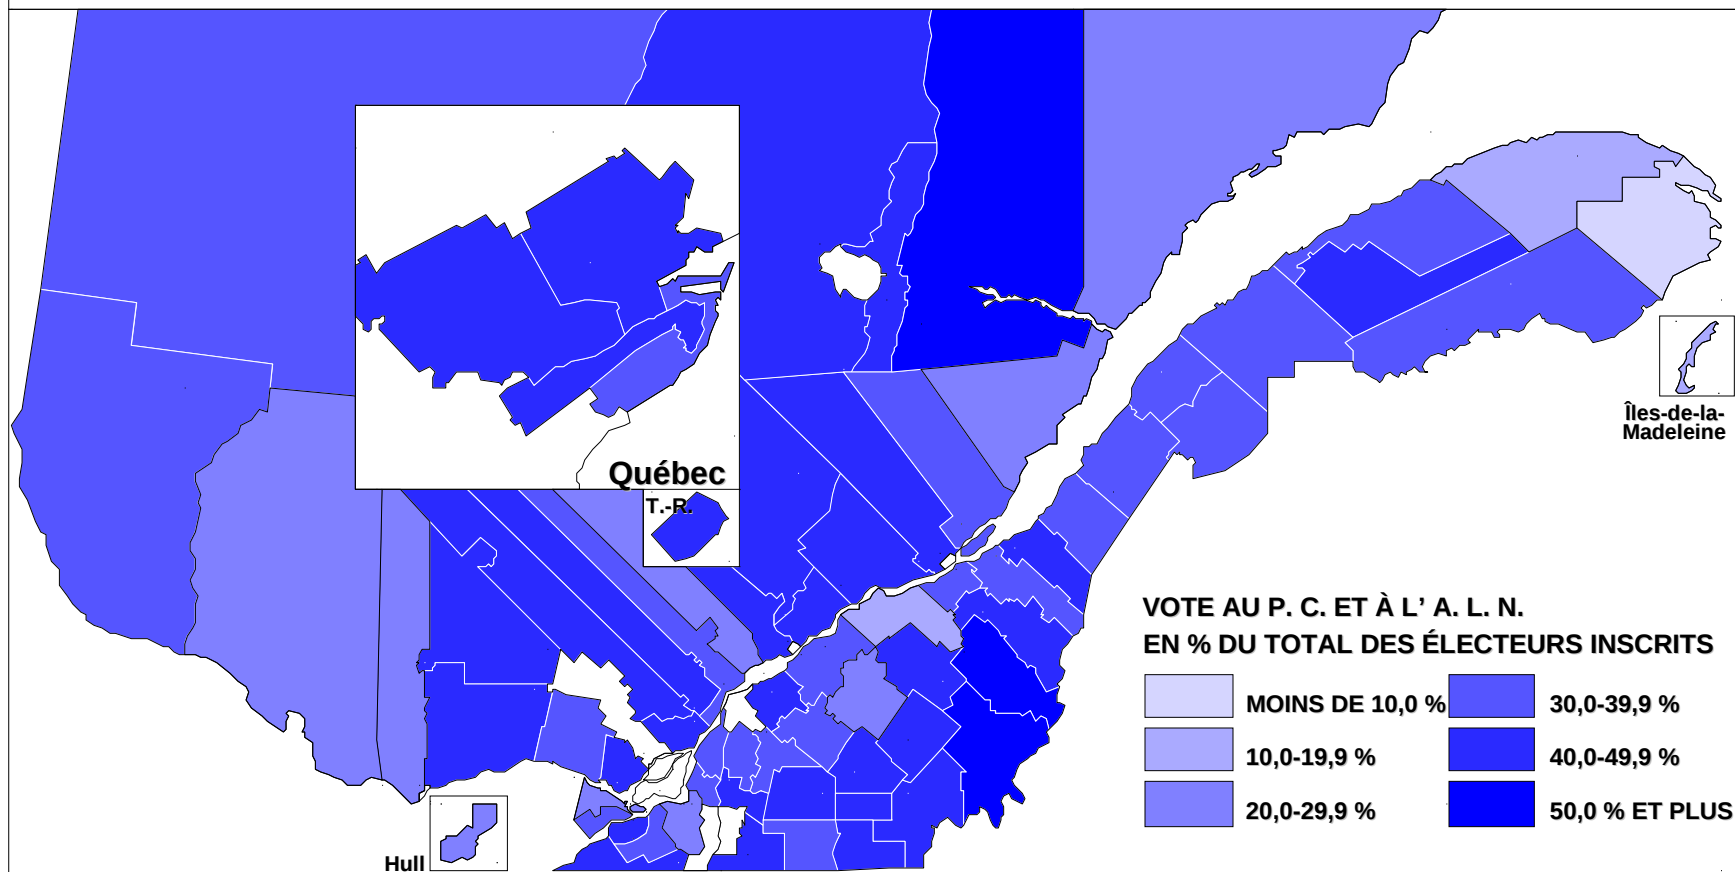 Québec
T.-R.
Îles-de-la-
Madeleine
VOTE AU P. C. ET À L' A. L. N.
EN % DU TOTAL DES ÉLECTEURS INSCRITS
MOINS DE 10,0 %
30,0-39,9 %
10,0-19,9 %
40,0-49,9 %
20,0-29,9 %
50,0 % ET PLUS
Hull